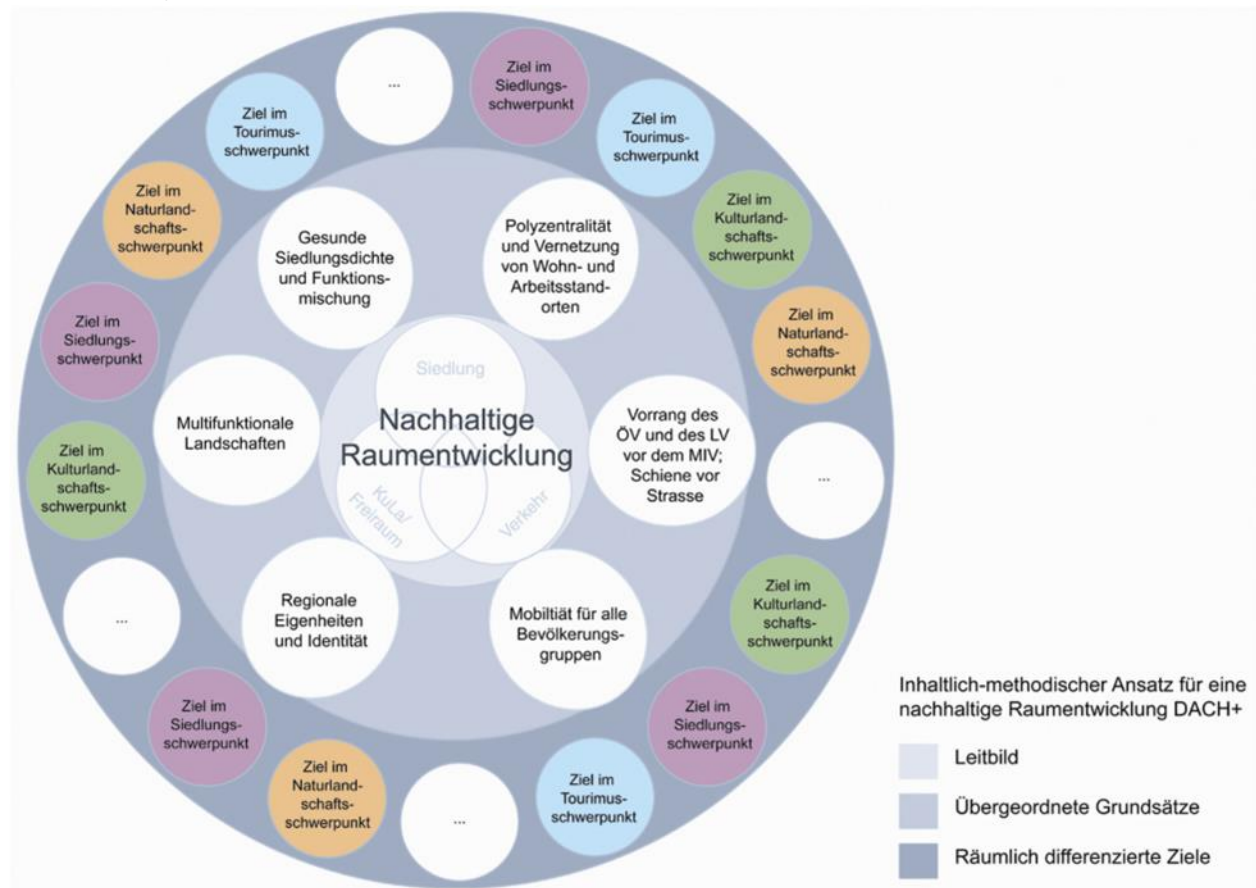 ...
Ziel im
Siedlungs-
schwerpunkt
Ziel im
Tourimus-
schwerpunkt
Ziel im
Kulturland-
schafts-
schwerpunkt
Ziel im
Naturland-
schafts-
schwerpunkt
...
Ziel im
Kulturland-
schafts-
schwerpunkt
Ziel im
Siedlungs-
schwerpunkt
Ziel im
Tourimus-
schwerpunkt
...
Ziel im
Naturland-
schafts-
schwerpunkt
Ziel im
Siedlungs-
schwerpunkt
...
Ziel im
Kulturland-
schafts-
schwerpunkt
Ziel im
Siedlungs-
schwerpunkt
Ziel im
Naturland-
schafts-
schwerpunkt
Ziel im
Tourimus-
schwerpunkt
Gesunde
Siedlungsdichte
und Funktions-
mischung
Polyzentralität
und Vernetzung
von Wohn- und
Arbeitsstand-
orten
Vorrang des
ÖV und des LV
vor dem MIV;
Schiene vor
Strasse
Mobiltiät für alle
Bevölkerungs-
gruppen
Regionale
Eigenheiten
und Identität
Multifunktionale
Landschaften
Siedlung
Nachhaltige
Raumentwicklung
KuLa/
Freiraum
Verkehr
Inhaltlich-methodischer Ansatz für eine
nachhaltige Raumentwicklung DACH+
Leitbild
Übergeordnete Grundsätze
Räumlich differenzierte Ziele